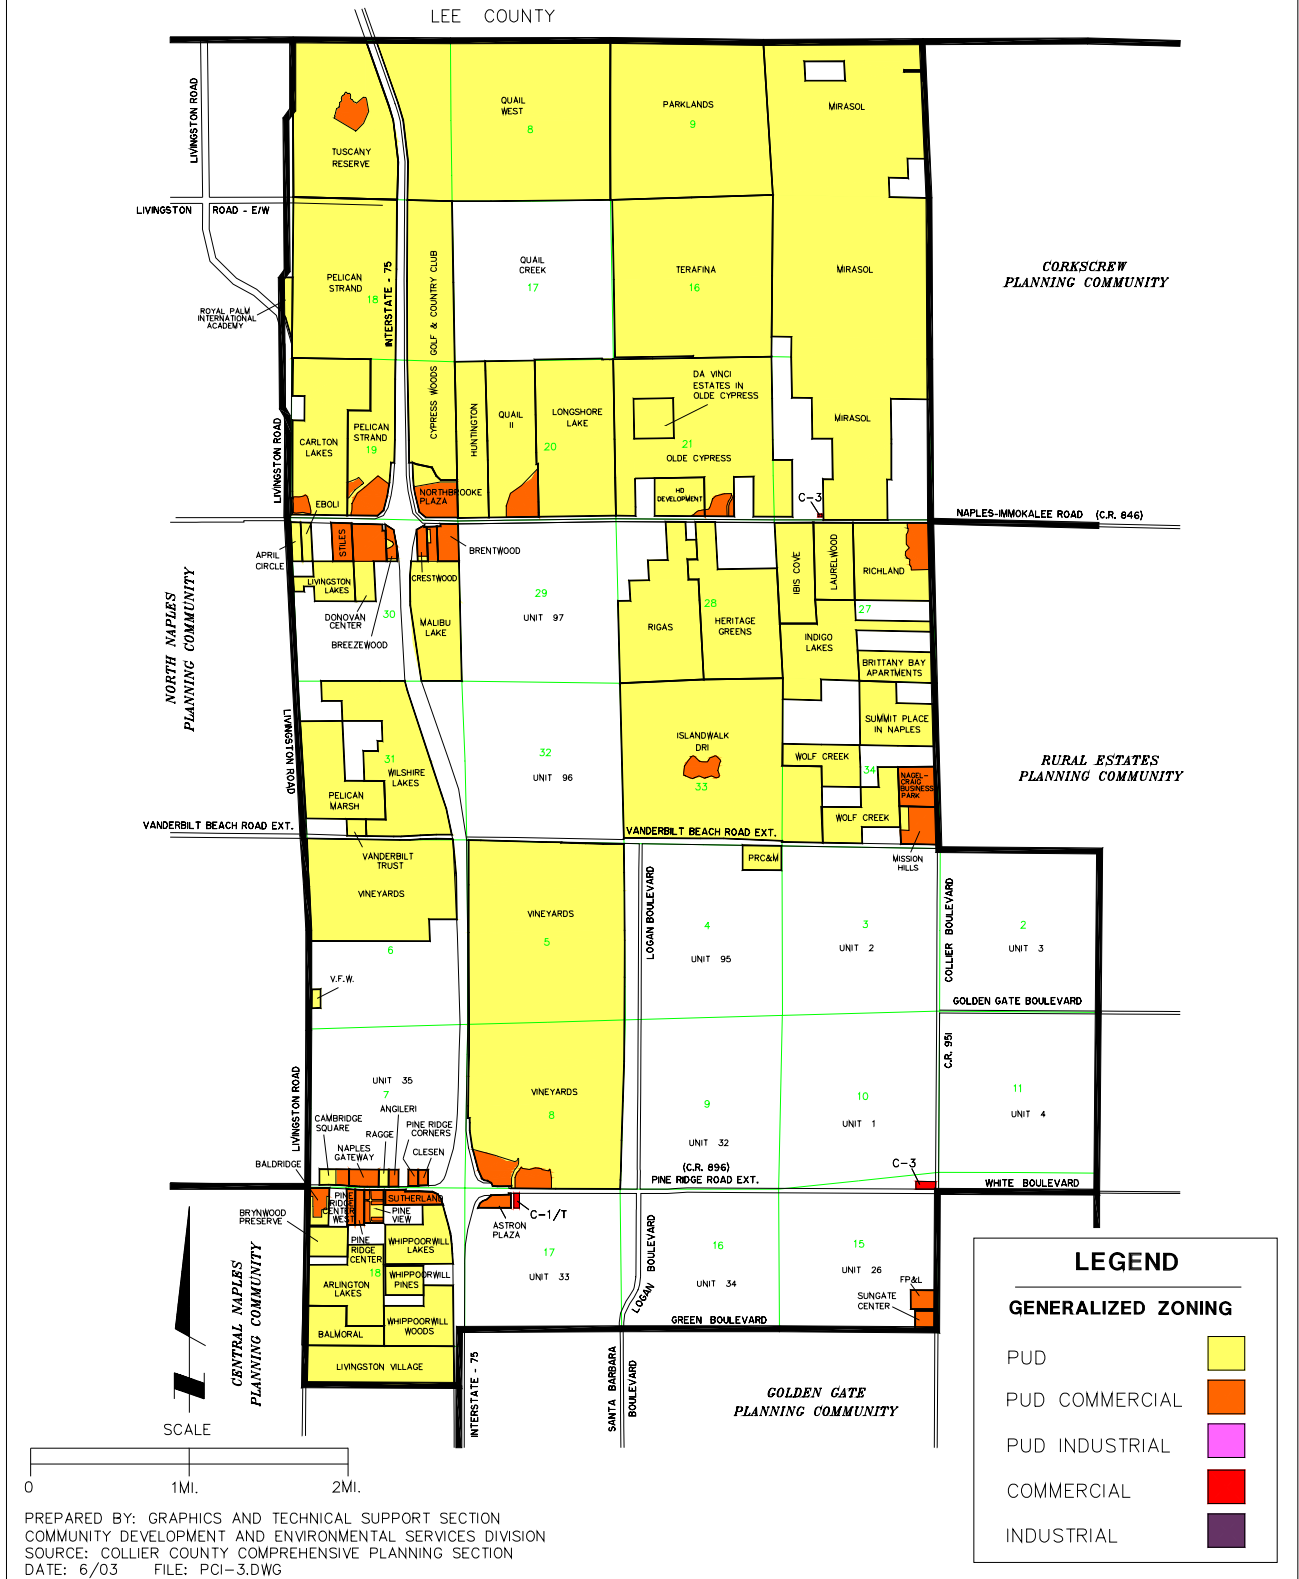 LEE COUNTY
LIVINGSTON ROAD
QUAIL
WEST
8
PARKLANDS
9
MIRASOL
TUSCANY
RESERVE
LIVINGSTON ROAD - E/W
INTERSTATE - 75
CYPRESS WOODS GOLF & COUNTRY CLUB
QUAIL
CREEK
17
TERAFINA
16
MIRASOL
CORKSCREW
PLANNING COMMUNITY
PELICAN
STRAND
18
ROYAL PALM
INTERNATIONAL
ACADEMY
DA VINCI
ESTATES IN
OLDE CYPRESS
LIVINGSTON ROAD
CARLTON
LAKES
PELICAN
STRAND
19
HUNTINGTON
QUAIL
II
LONGSHORE
LAKE
20
21
OLDE CYPRESS
MIRASOL
EBOLI
NORTHBROOKE
PLAZA
HD
DEVELOPMENT
C-3
NAPLES-IMMOKALEE ROAD (C.R. 846)
APRIL
CIRCLE
STILES
BRENTWOOD
CRESTWOOD
LIVINGSTON
LAKES
DONOVAN
CENTER
BREEZEWOOD
30
MALIBU
LAKE
29
UNIT 97
RIGAS
28
HERITAGE
GREENS
IBIS COVE
LAURELWOOD
RICHLAND
27
INDIGO
LAKES
BRITTANY BAY
APARTMENTS
NORTH NAPLES
PLANNING COMMUNITY
LIVINGSTON ROAD
31
WILSHIRE
LAKES
PELICAN
MARSH
32
UNIT 96
ISLANDWALK
DRI
33
SUMMIT PLACE
IN NAPLES
WOLF CREEK
34
NAGEL-
CRAIG
BUSINESS
PARK
WOLF CREEK
RURAL ESTATES
PLANNING COMMUNITY
VANDERBILT BEACH ROAD EXT.
VANDERBILT BEACH ROAD EXT.
VANDERBILT
TRUST
PRC&M
MISSION
HILLS
VINEYARDS
6
VINEYARDS
5
LOGAN BOULEVARD
4
UNIT 95
3
UNIT 2
COLLIER BOULEVARD
2
UNIT 3
V.F.W.
GOLDEN GATE BOULEVARD
C.R. 951
LIVINGSTON ROAD
UNIT 35
7
VINEYARDS
8
9
UNIT 32
10
UNIT 1
11
UNIT 4
CAMBRIDGE
SQUARE
ANGILERI
RAGGE
PINE RIDGE
CORNERS
NAPLES
GATEWAY
CLESEN
BALDRIDGE
(C.R. 896)
PINE RIDGE ROAD EXT.
C-3
WHITE BOULEVARD
BRYNWOOD
PRESERVE
PINE
RIDGE
CENTER
WEST
SUTHERLAND
PINE
VIEW
ASTRON
PLAZA
C-1/T
PINE
RIDGE
CENTER
WHIPPOORWILL
LAKES
18
WHIPPOORWILL
PINES
ARLINGTON
LAKES
WHIPPOORWILL
WOODS
BALMORAL
LIVINGSTON VILLAGE
17
UNIT 33
LOGAN BOULEVARD
16
UNIT 34
15
UNIT 26
FP&L
SUNGATE
CENTER
GREEN BOULEVARD
CENTRAL NAPLES
PLANNING COMMUNITY
INTERSTATE - 75
SANTA BARBARA
BOULEVARD
GOLDEN GATE
PLANNING COMMUNITY
LEGEND
GENERALIZED ZONING
PUD
PUD COMMERCIAL
PUD INDUSTRIAL
COMMERCIAL
INDUSTRIAL
SCALE
0 1MI. 2MI.
PREPARED BY: GRAPHICS AND TECHNICAL SUPPORT SECTION
COMMUNITY DEVELOPMENT AND ENVIRONMENTAL SERVICES DIVISION
SOURCE: COLLIER COUNTY COMPREHENSIVE PLANNING SECTION
DATE: 6/03 FILE: PCI-3.DWG